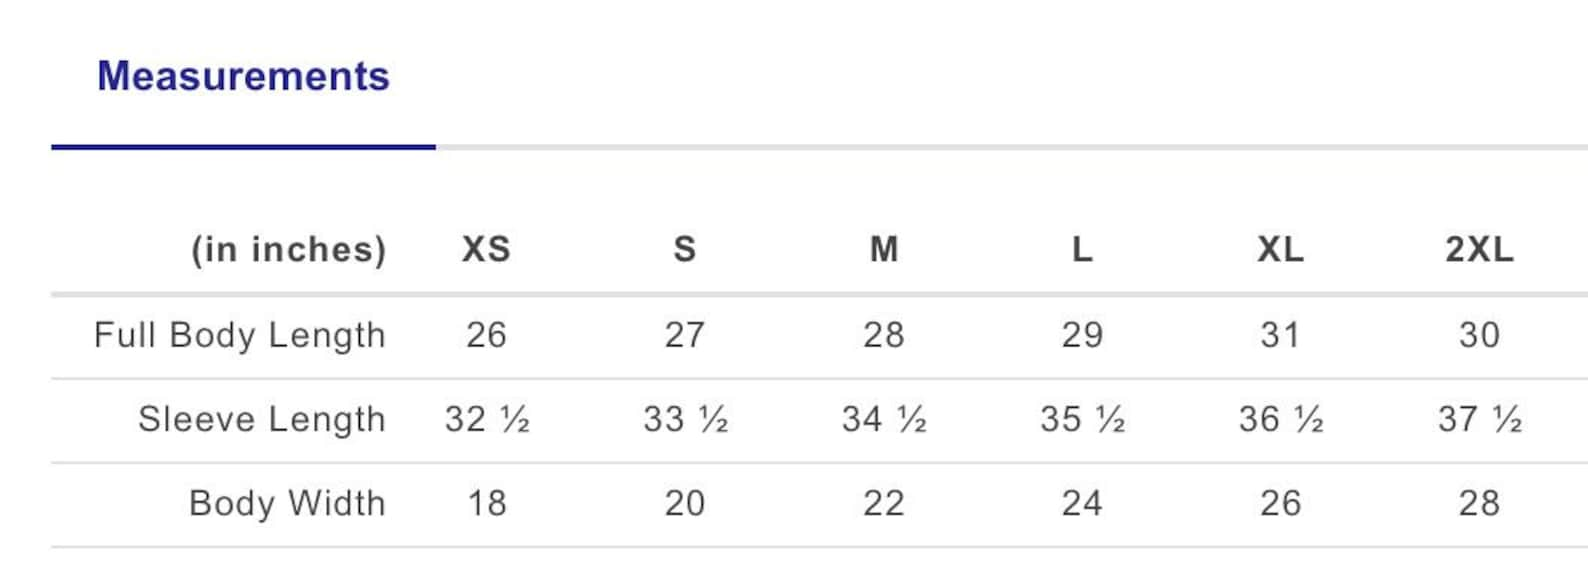 Measurements
(in inches) XS S M L XL 2XL
Full Body Length 26 27 28 29 31 30
Sleeve Length 32 ½ 33 ½ 34 ½ 35 ½ 36 ½ 37 ½
Body Width 18 20 22 24 26 28